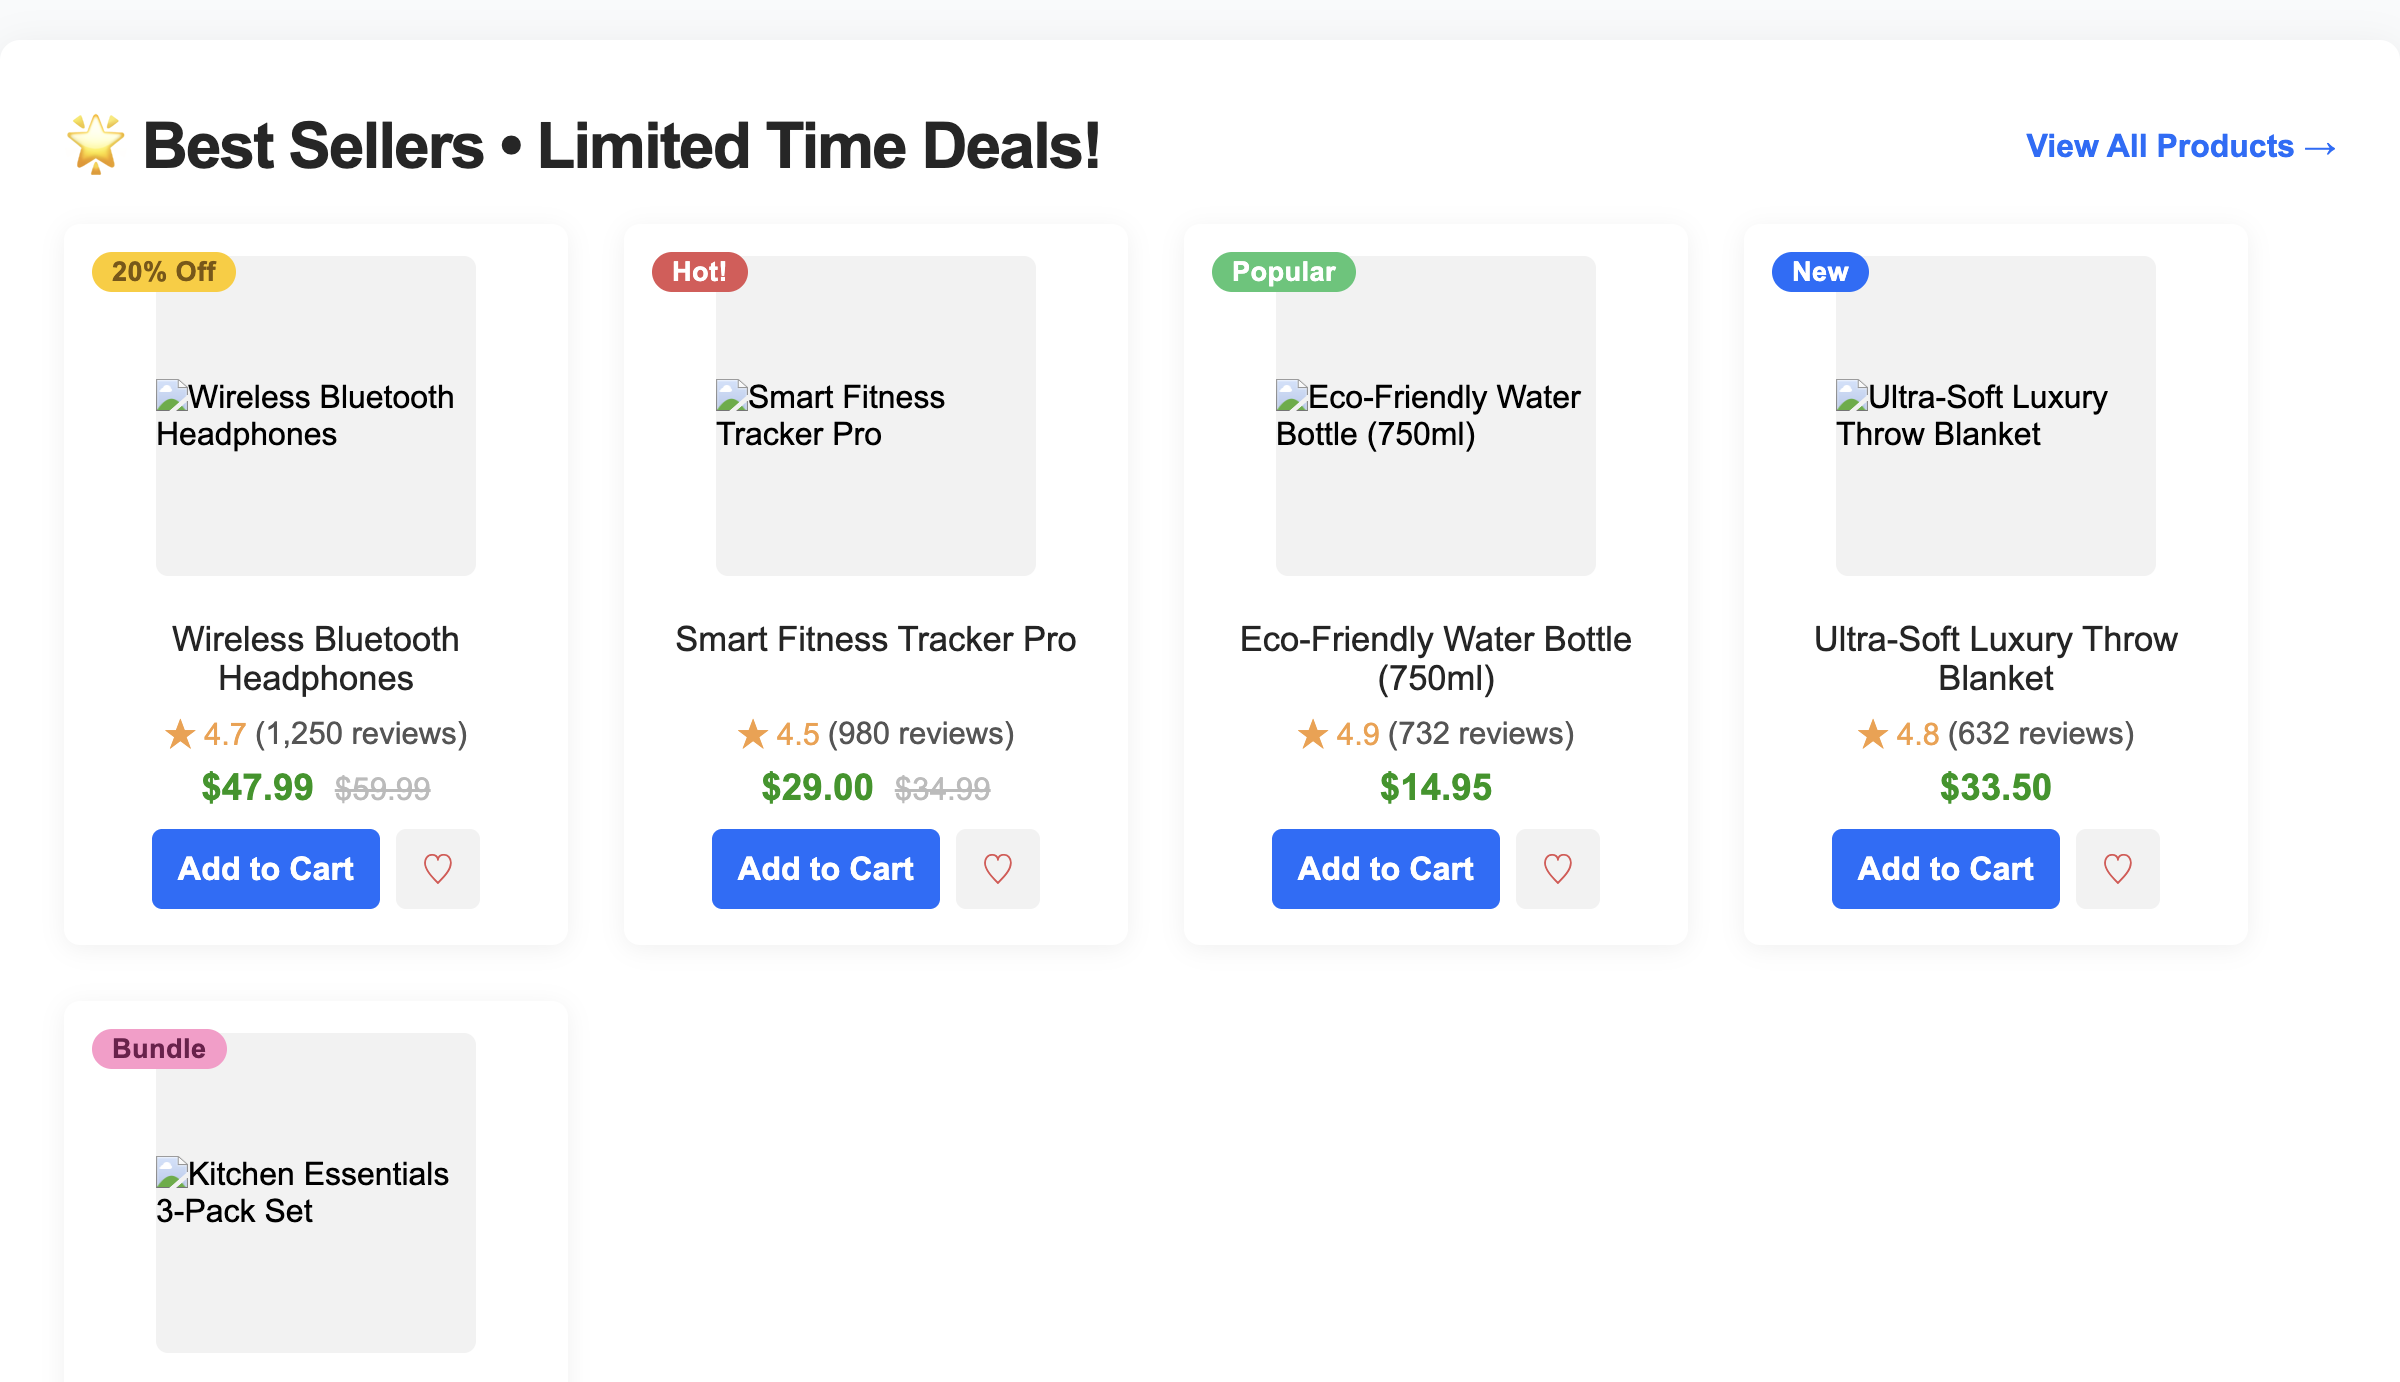 🌟 Best Sellers • Limited Time Deals!
View All Products →
20% Off
Wireless Bluetooth
Headphones
Wireless Bluetooth
Headphones
★ 4.7 (1,250 reviews)
$47.99 $59.99
Add to Cart ♡
Hot!
Smart Fitness
Tracker Pro
Smart Fitness Tracker Pro
★ 4.5 (980 reviews)
$29.00 $34.99
Add to Cart ♡
Popular
Eco-Friendly Water
Bottle (750ml)
Eco-Friendly Water Bottle
(750ml)
★ 4.9 (732 reviews)
$14.95
Add to Cart ♡
New
Ultra-Soft Luxury
Throw Blanket
Ultra-Soft Luxury Throw
Blanket
★ 4.8 (632 reviews)
$33.50
Add to Cart ♡
Bundle
Kitchen Essentials
3-Pack Set